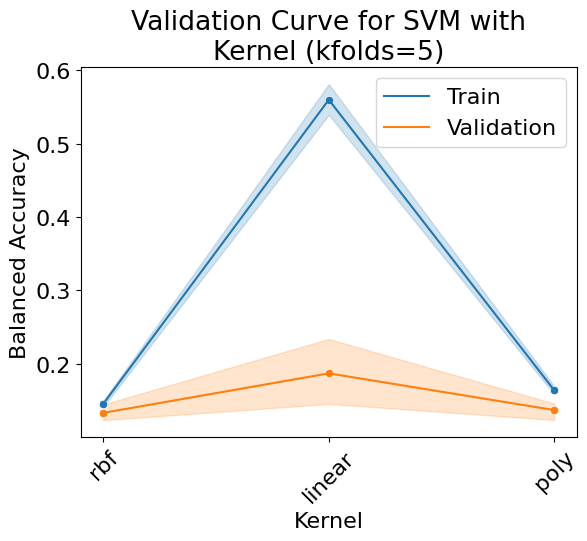 Validation Curve for SVM with
Kernel (kfolds=5)
Train
Validation
Balanced Accuracy
0.6
0.5
0.4
0.3
0.2
rbf
linear
poly
Kernel